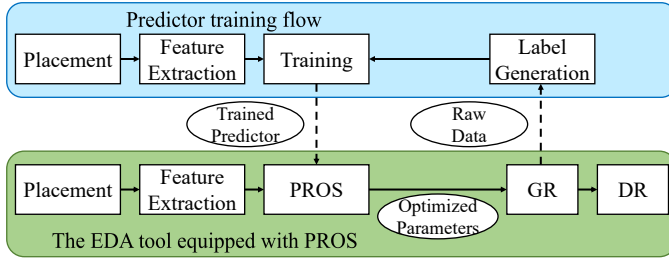 Predictor training flow
Placement
Feature
Extraction
Training
Label
Generation
Trained
Predictor
Raw
Data
Placement
Feature
Extraction
PROS
Optimized
Parameters
GR
DR
The EDA tool equipped with PROS